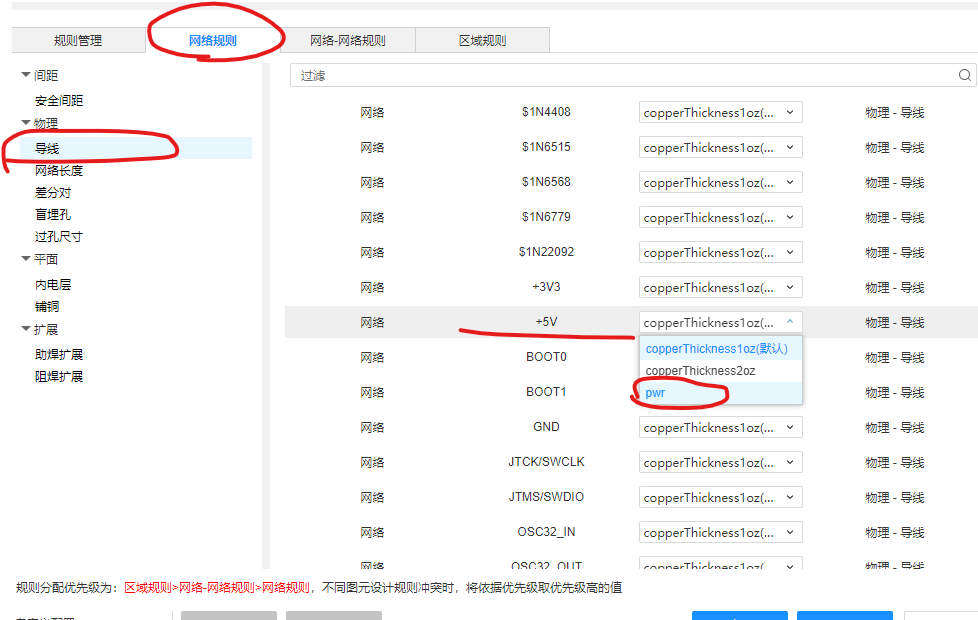 规则管理 网络规则 网络-网络规则 区域规则
间距
安全间距
物理
导线
网络长度
差分对
盲埋孔
过孔尺寸
平面
内电层
铺铜
扩展
助焊扩展
阻焊扩展
过滤
网络 $1N4408 copperThickness1oz(... 物理 - 导线
网络 $1N6515 copperThickness1oz(... 物理 - 导线
网络 $1N6568 copperThickness1oz(... 物理 - 导线
网络 $1N6779 copperThickness1oz(... 物理 - 导线
网络 $1N22092 copperThickness1oz(... 物理 - 导线
网络 +3V3 copperThickness1oz(... 物理 - 导线
网络 +5V copperThickness1oz(... 物理 - 导线
copperThickness1oz(默认)
copperThickness2oz
pwr
网络 BOOT0 物理 - 导线
网络 BOOT1 物理 - 导线
网络 GND copperThickness1oz(... 物理 - 导线
网络 JTCK/SWCLK copperThickness1oz(... 物理 - 导线
网络 JTMS/SWDIO copperThickness1oz(... 物理 - 导线
网络 OSC32_IN copperThickness1oz(... 物理 - 导线
网络 OSC32_OUT copperThickness1oz(... 物理 - 导线
规则分配优先级为：区域规则>网络-网络规则>网络规则，不同图元设计规则冲突时，将依据优先级取优先级高的值